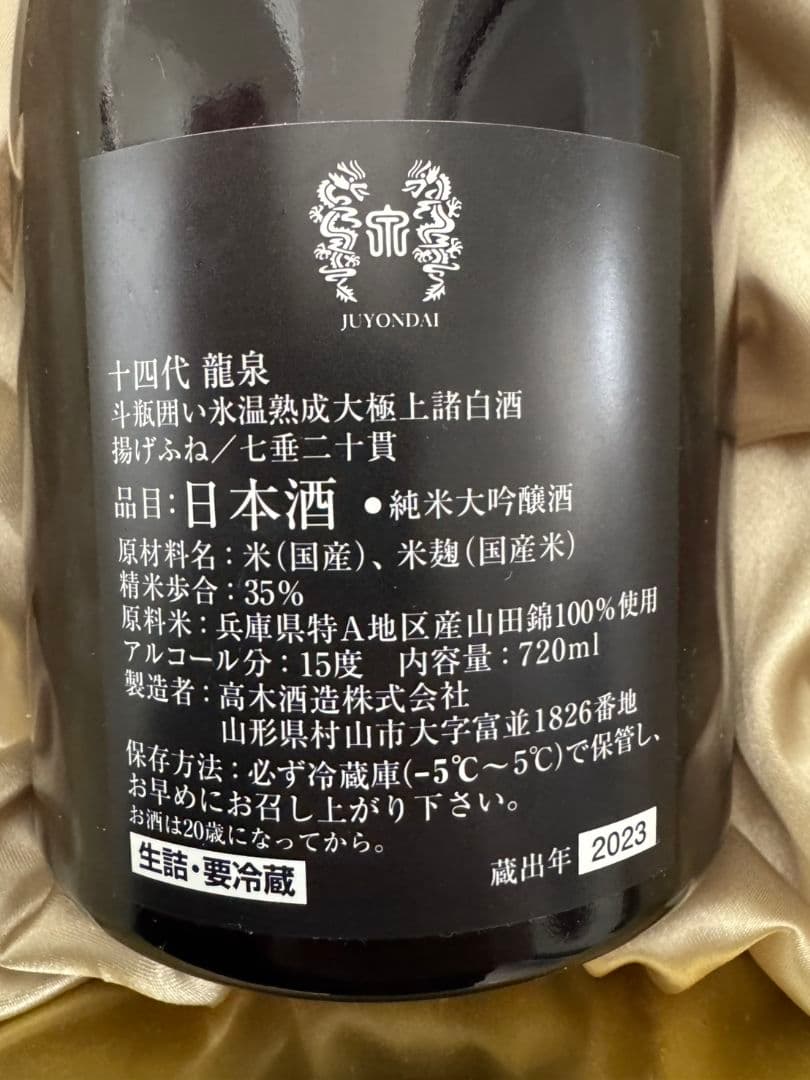 JUYONDAI
十四代 龍泉
斗瓶囲い氷温熟成大極上諸白酒
揚げふね／七垂二十貫
品目：日本酒 ●純米大吟醸酒
原材料名：米（国産）、米麹（国産米）
精米歩合：35%
原料米：兵庫県特A地区産山田錦100%使用
アルコール分：15度 内容量：720ml
製造者：高木酒造株式会社
山形県村山市大字富並1826番地
保存方法：必ず冷蔵庫(−5℃〜5℃)で保管し、
お早めにお召し上がり下さい。
お酒は20歳になってから。
生詰・要冷蔵
蔵出年 2023